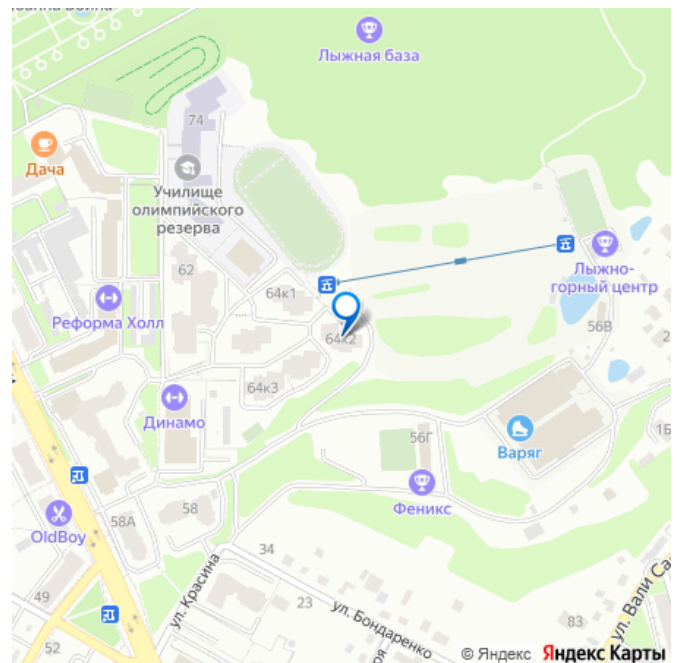 Лыжная база
74
Дача
Училище
олимпийского
резерва
62
Лыжно-
горный центр
64к1
Реформа Холл
56В
64к2
64к3
Динамо
56Г
Варяг
Феникс
58А
58
OldBoy
34
ул. Красина
49
23
ул. Бондаренко
83
52
© Яндекс Яндекс Карты